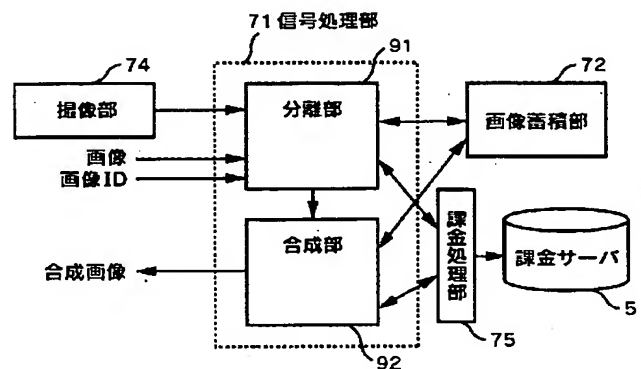 71 信号処理部
74
91
72
撮像部
分離部
画像蓄積部
画像
画像ID
合成部
課金処理部
課金サーバ
合成画像
5
75
92